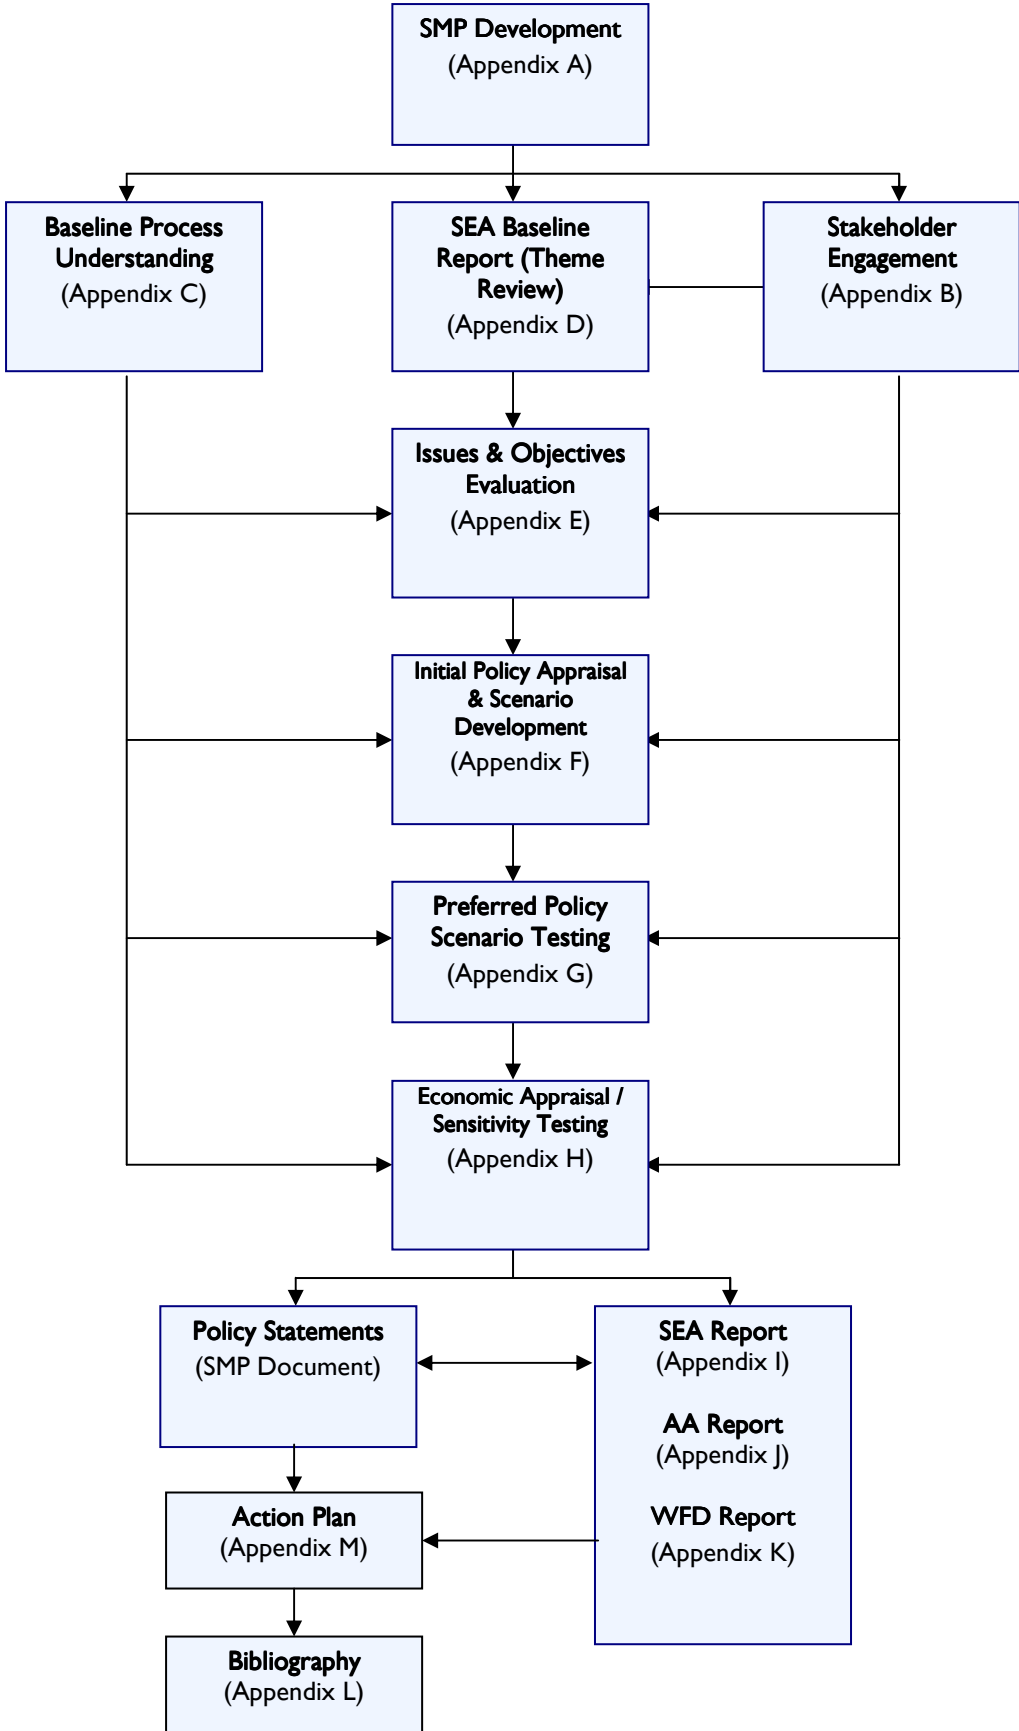 SMP Development
(Appendix A)
Baseline Process
Understanding
(Appendix C)
SEA Baseline
Report (Theme
Review)
(Appendix D)
Stakeholder
Engagement
(Appendix B)
Issues & Objectives
Evaluation
(Appendix E)
Initial Policy Appraisal
& Scenario
Development
(Appendix F)
Preferred Policy
Scenario Testing
(Appendix G)
Economic Appraisal /
Sensitivity Testing
(Appendix H)
Policy Statements
(SMP Document)
SEA Report
(Appendix I)
AA Report
(Appendix J)
WFD Report
(Appendix K)
Action Plan
(Appendix M)
Bibliography
(Appendix L)